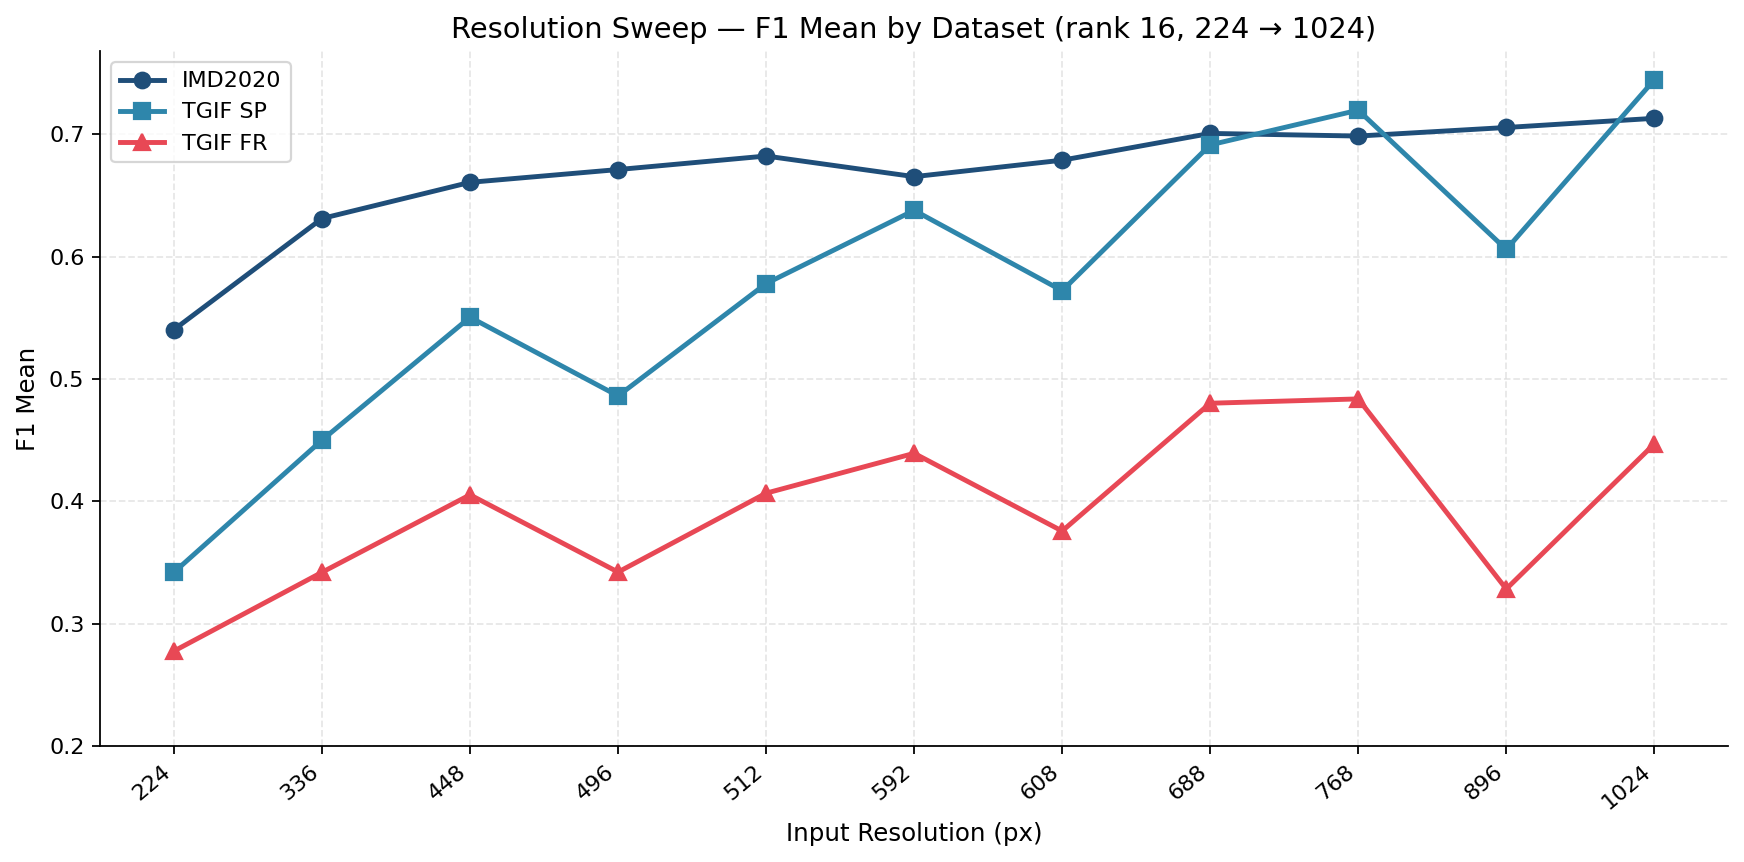 Resolution Sweep — F1 Mean by Dataset (rank 16, 224 → 1024)
IMD2020
TGIF SP
TGIF FR
F1 Mean
0.7
0.6
0.5
0.4
0.3
0.2
224 336 448 496 512 592 608 688 768 896 1024
Input Resolution (px)